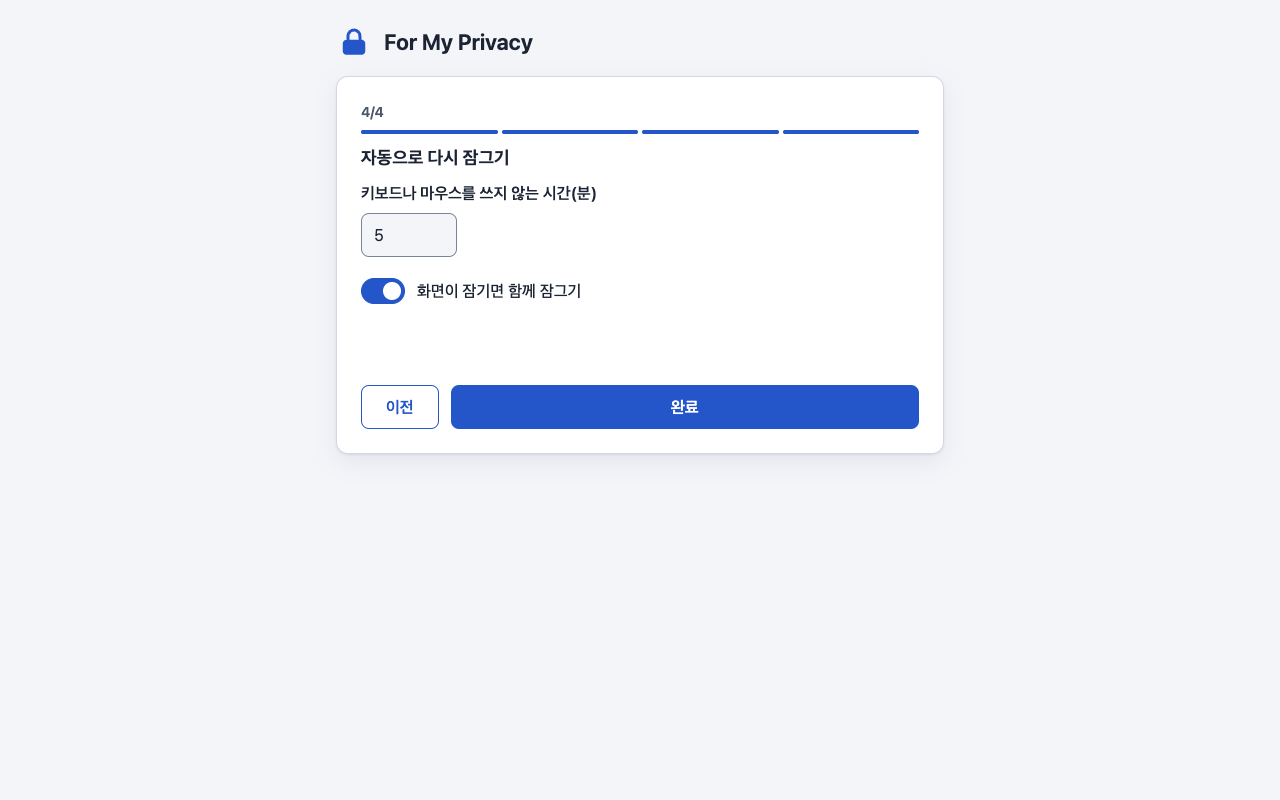 For My Privacy
4/4
자동으로 다시 잠그기
키보드나 마우스를 쓰지 않는 시간(분)
5
화면이 잠기면 함께 잠그기
이전
완료